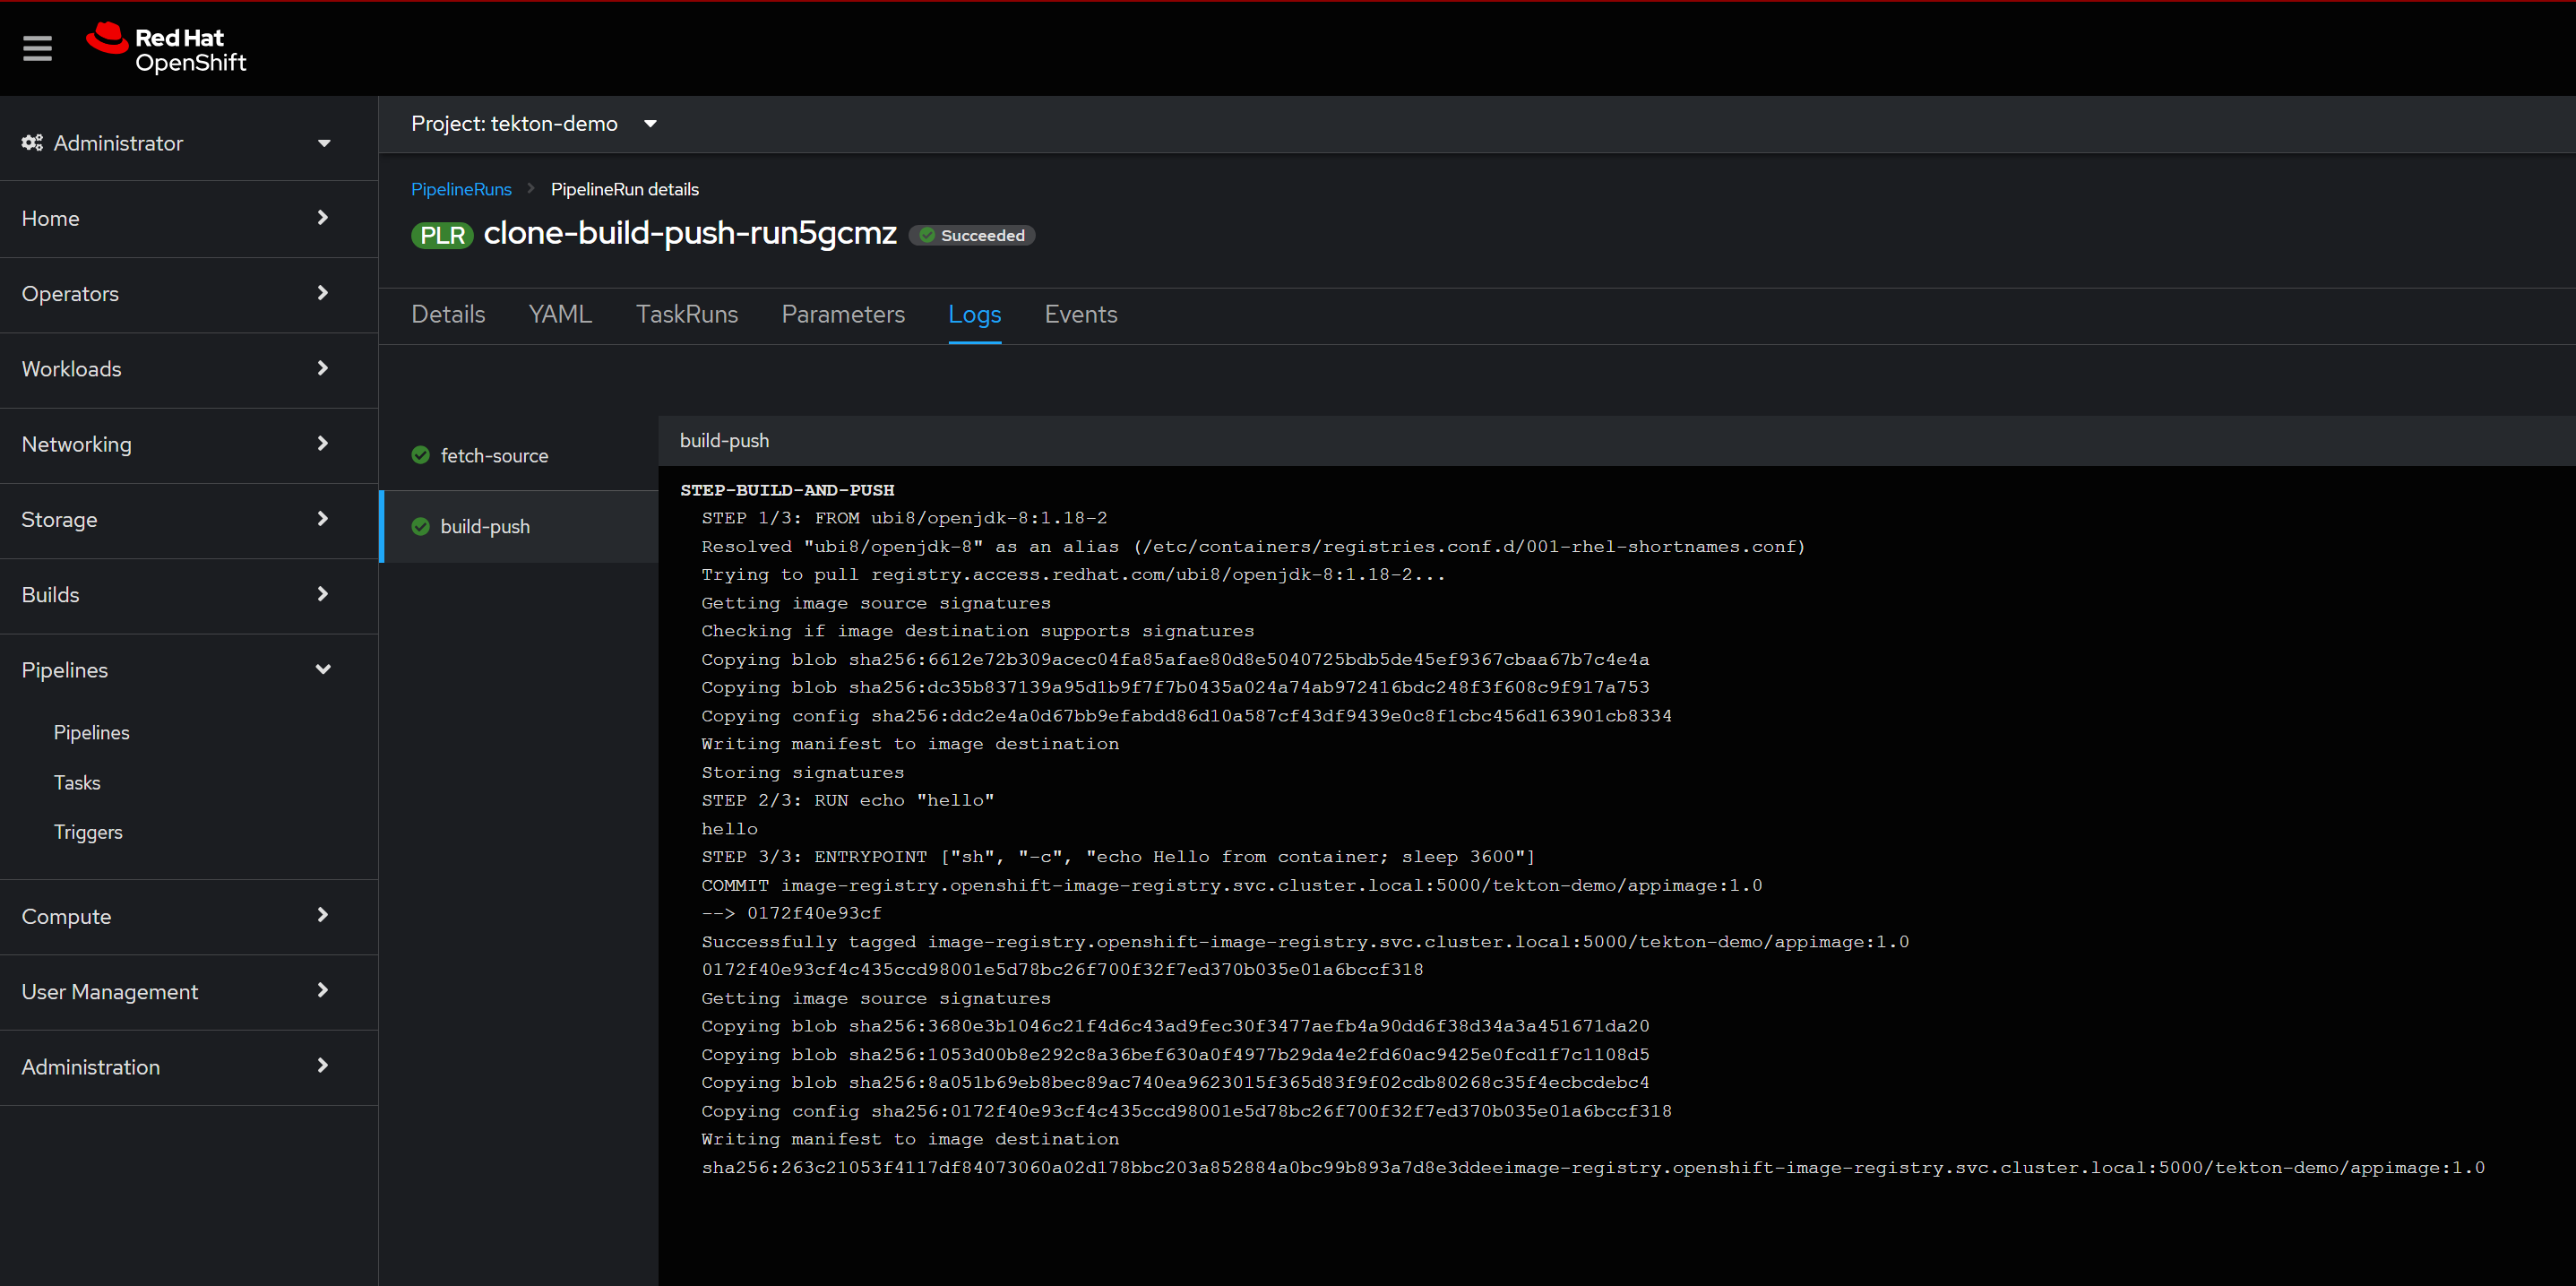 Red Hat
OpenShift
Administrator
Home
Operators
Workloads
Networking
Storage
Builds
Pipelines
Pipelines
Tasks
Triggers
Compute
User Management
Administration
Project: tekton-demo
PipelineRuns PipelineRun details
PLR clone-build-push-run5gcmz Succeeded
Details YAML TaskRuns Parameters Logs Events
fetch-source
build-push
build-push
STEP-BUILD-AND-PUSH
STEP 1/3: FROM ubi8/openjdk-8:1.18-2
Resolved "ubi8/openjdk-8" as an alias (/etc/containers/registries.conf.d/001-rhel-shortnames.conf)
Trying to pull registry.access.redhat.com/ubi8/openjdk-8:1.18-2...
Getting image source signatures
Checking if image destination supports signatures
Copying blob sha256:6612e72b309acec04fa85afae80d8e5040725bdb5de45ef9367cbaa67b7c4e4a
Copying blob sha256:dc35b837139a95d1b9f7f7b0435a024a74ab972416bdc248f3f608c9f917a753
Copying config sha256:ddc2e4a0d67bb9efabdd86d10a587cf43df9439e0c8f1cbc456d163901cb8334
Writing manifest to image destination
Storing signatures
STEP 2/3: RUN echo "hello"
hello
STEP 3/3: ENTRYPOINT ["sh", "-c", "echo Hello from container; sleep 3600"]
COMMIT image-registry.openshift-image-registry.svc.cluster.local:5000/tekton-demo/appimage:1.0
--> 0172f40e93cf
Successfully tagged image-registry.openshift-image-registry.svc.cluster.local:5000/tekton-demo/appimage:1.0
0172f40e93cf4c435ccd98001e5d78bc26f700f32f7ed370b035e01a6bccf318
Getting image source signatures
Copying blob sha256:3680e3b1046c21f4d6c43ad9fec30f3477aefb4a90dd6f38d34a3a451671da20
Copying blob sha256:1053d00b8e292c8a36bef630a0f4977b29da4e2fd60ac9425e0fcd1f7c1108d5
Copying blob sha256:8a051b69eb8bec89ac740ea9623015f365d83f9f02cdb80268c35f4ecbcdebc4
Copying config sha256:0172f40e93cf4c435ccd98001e5d78bc26f700f32f7ed370b035e01a6bccf318
Writing manifest to image destination
sha256:263c21053f4117df84073060a02d178bbc203a852884a0bc99b893a7d8e3ddeeimage-registry.openshift-image-registry.svc.cluster.local:5000/tekton-demo/appimage:1.0